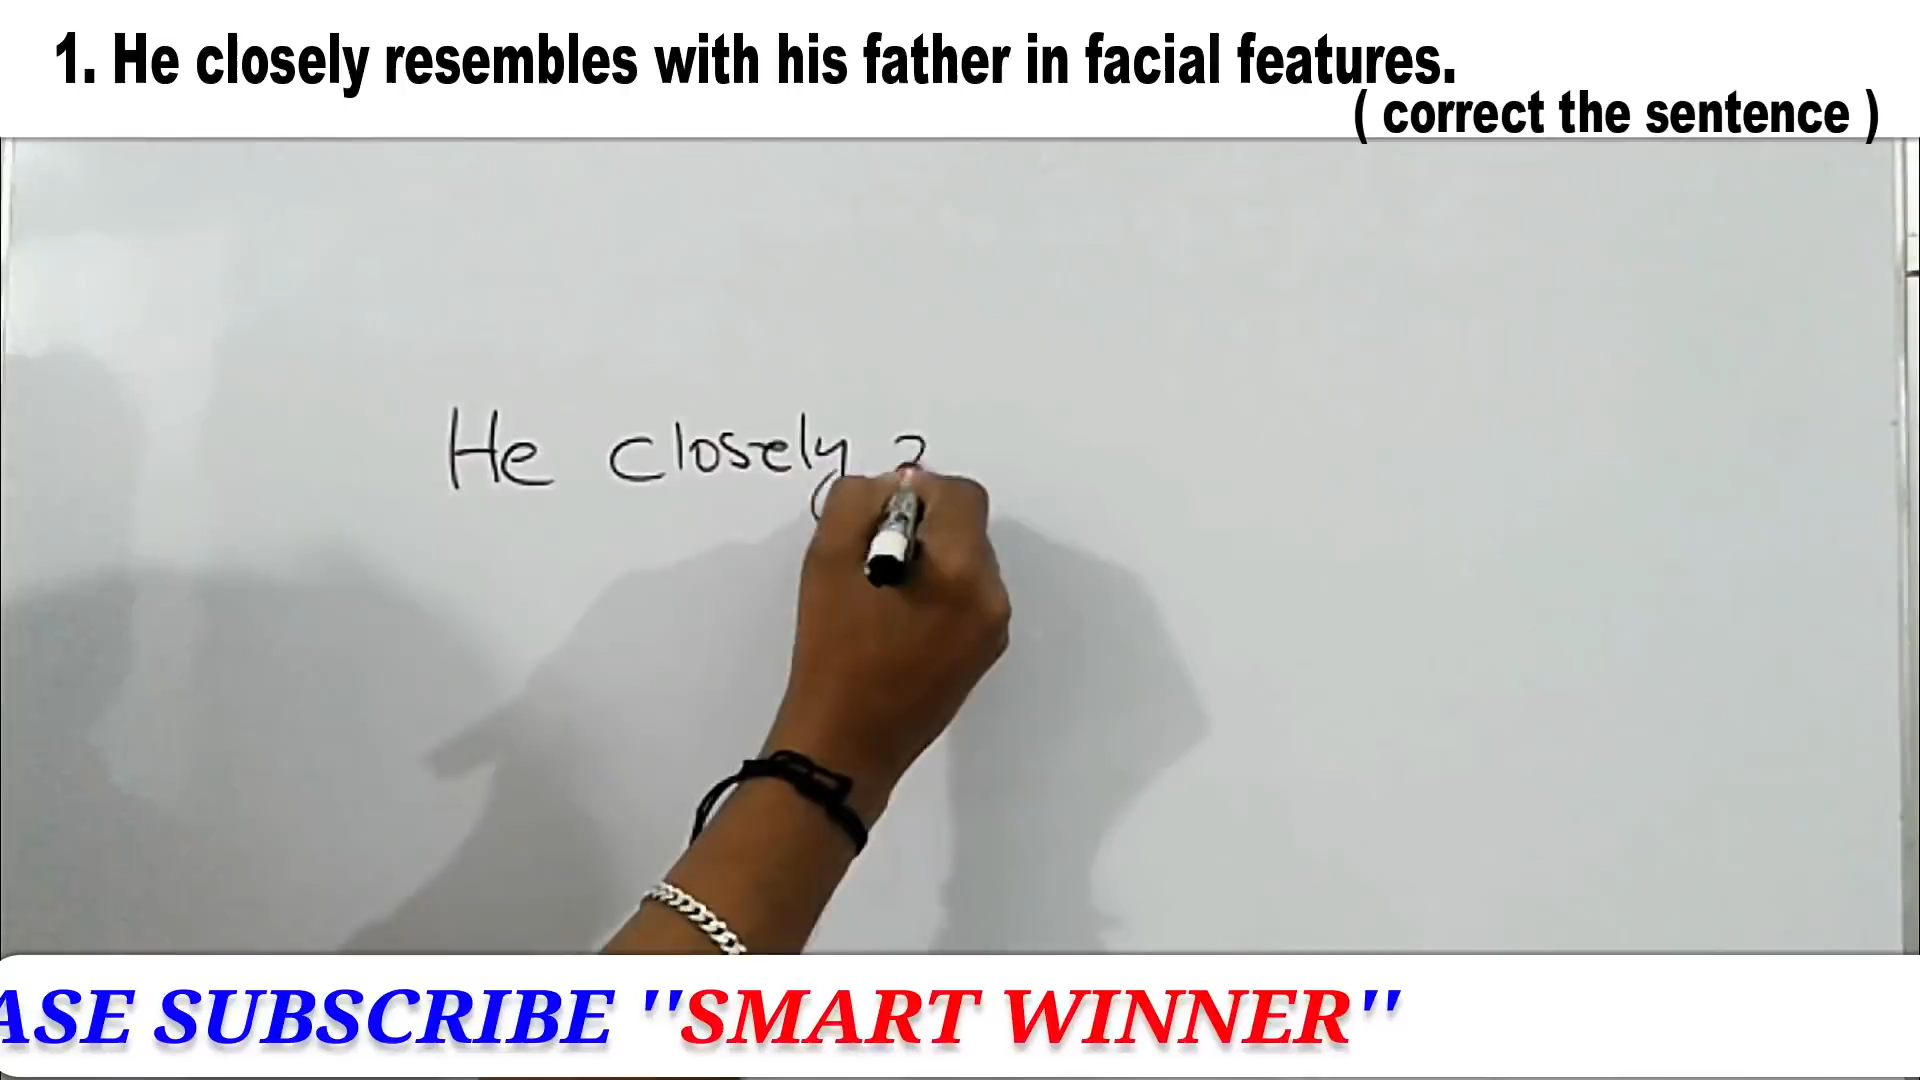 1. He closely resembles with his father in facial features.
( correct the sentence )
He closely
ASE SUBSCRIBE "SMART WINNER"